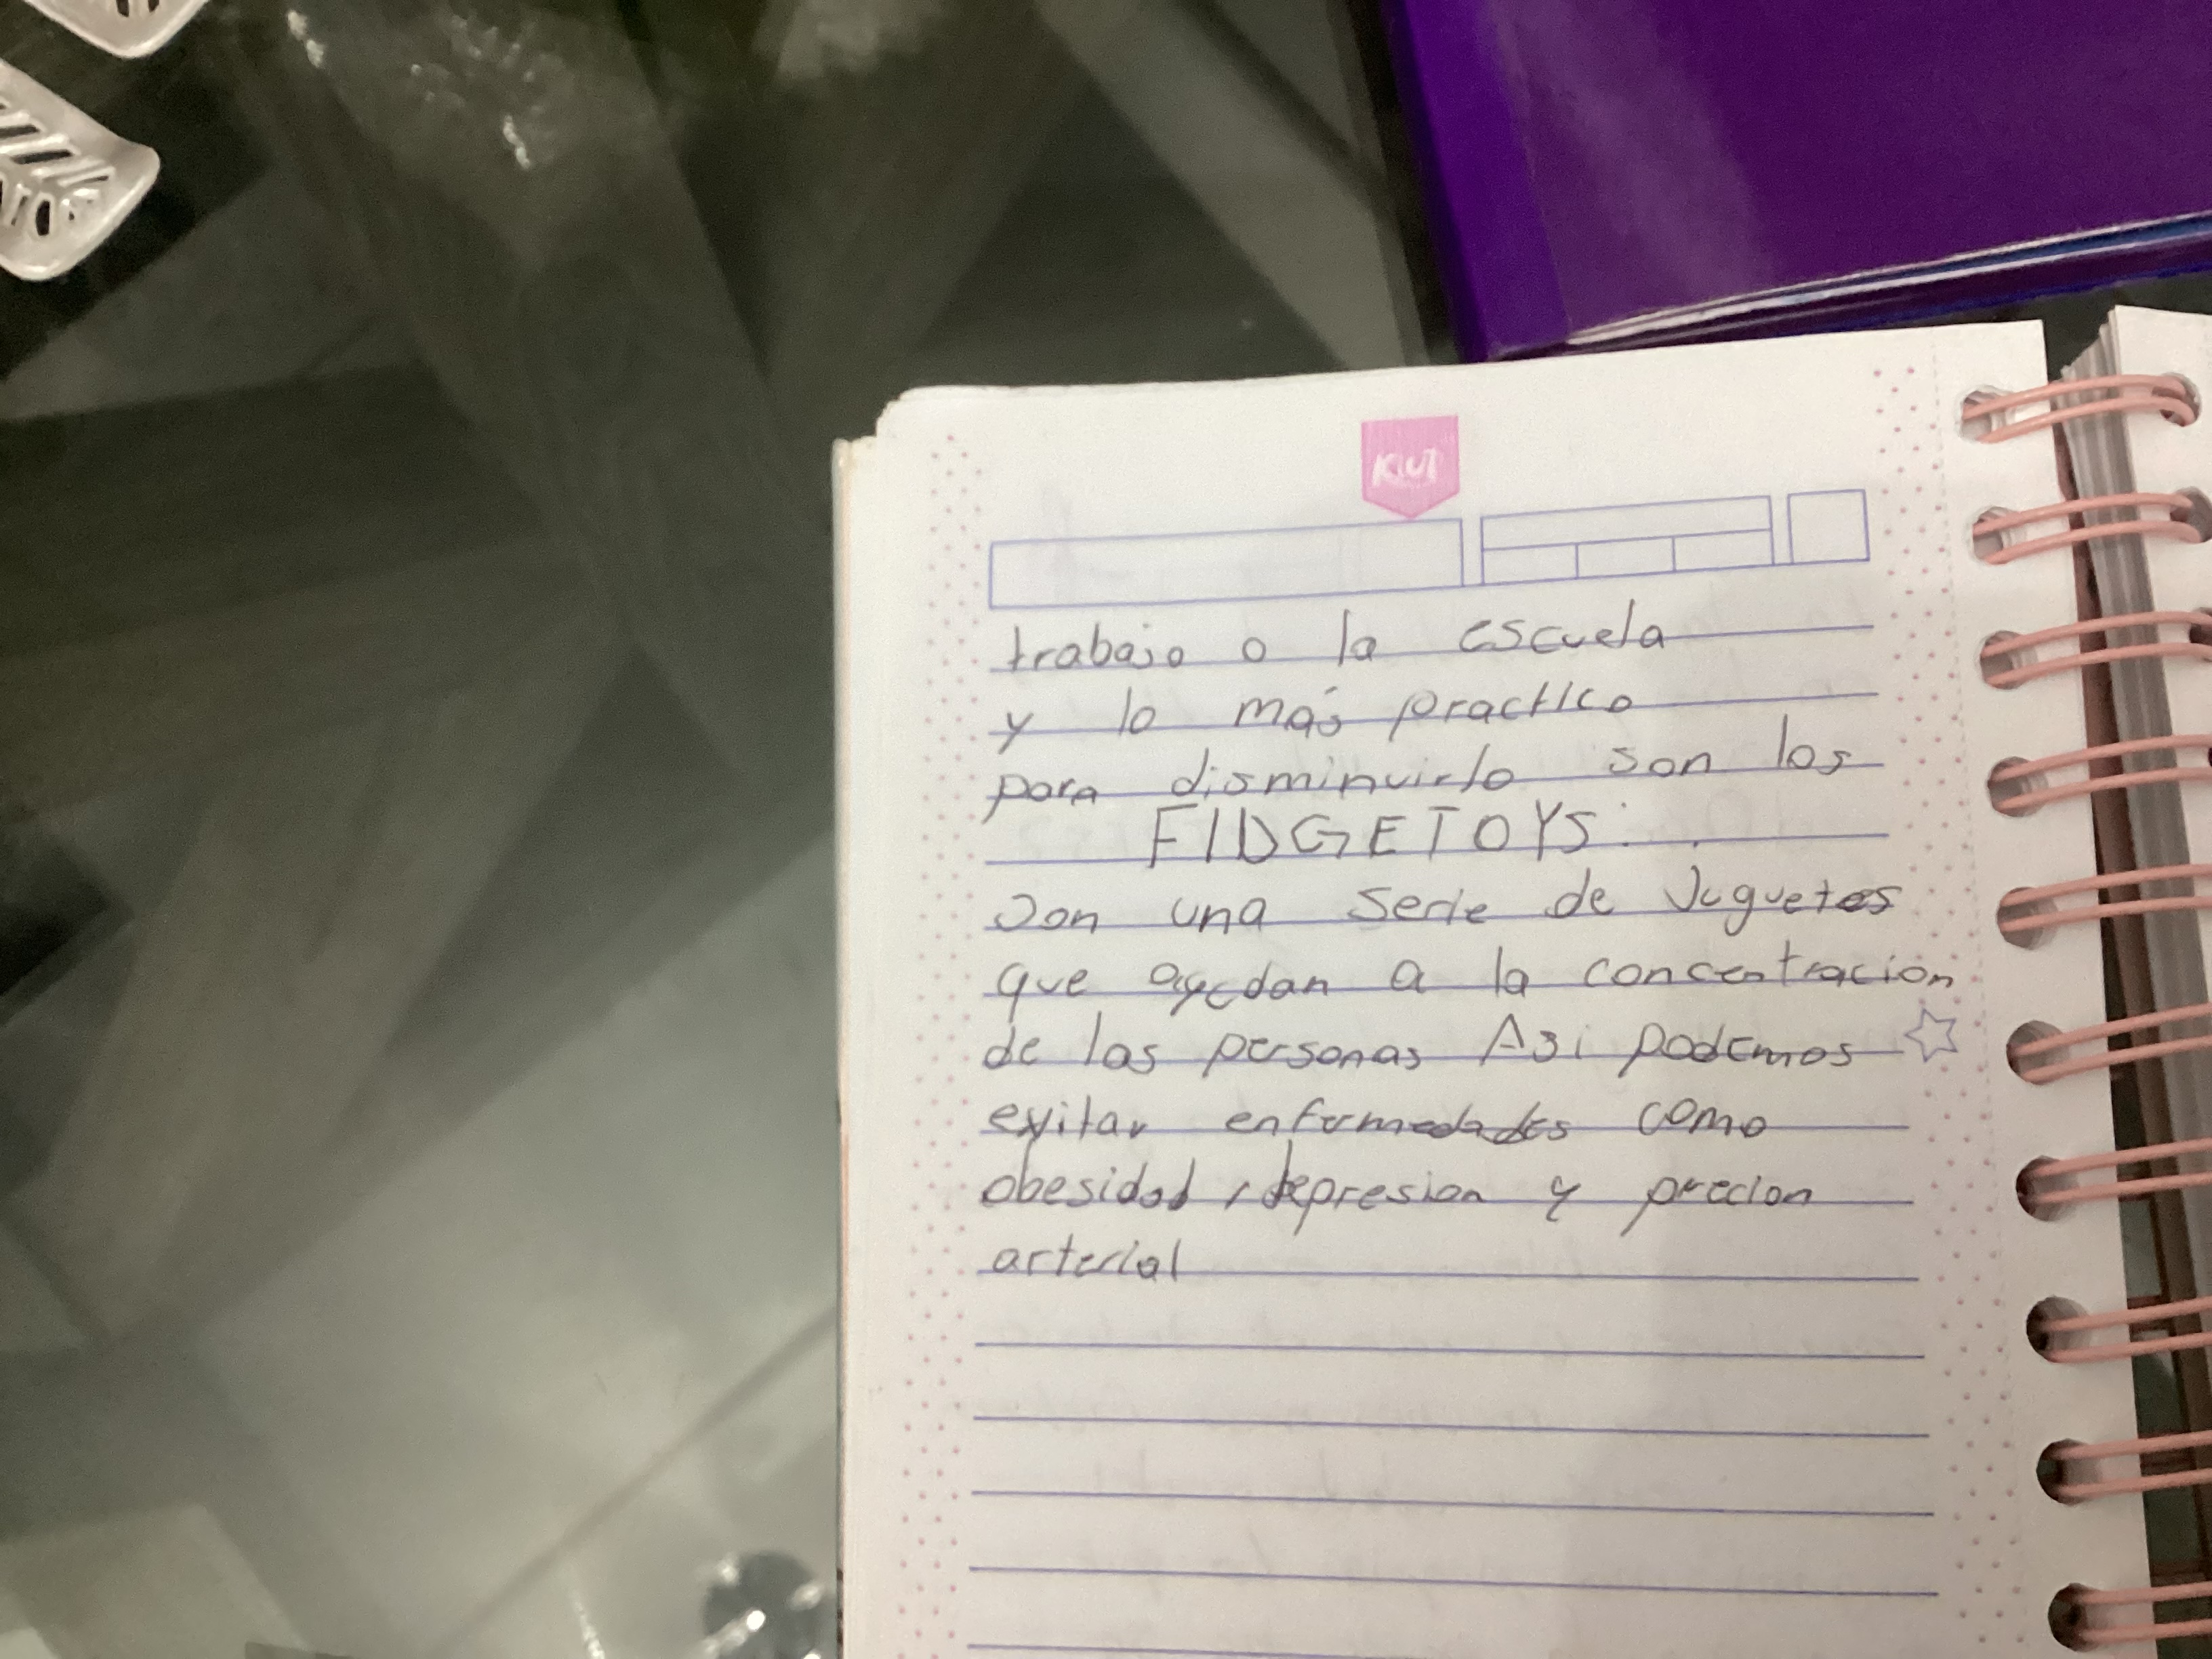 KIUT
trabajo o la escuela
y lo más practico
para disminuirlo son los
FIDGETOYS:
Son una serie de Juguetes
que ayudan a la concentracion
de las personas Asi podemos
evitar enfermedades como
obesidad, depresion y precion
arterial